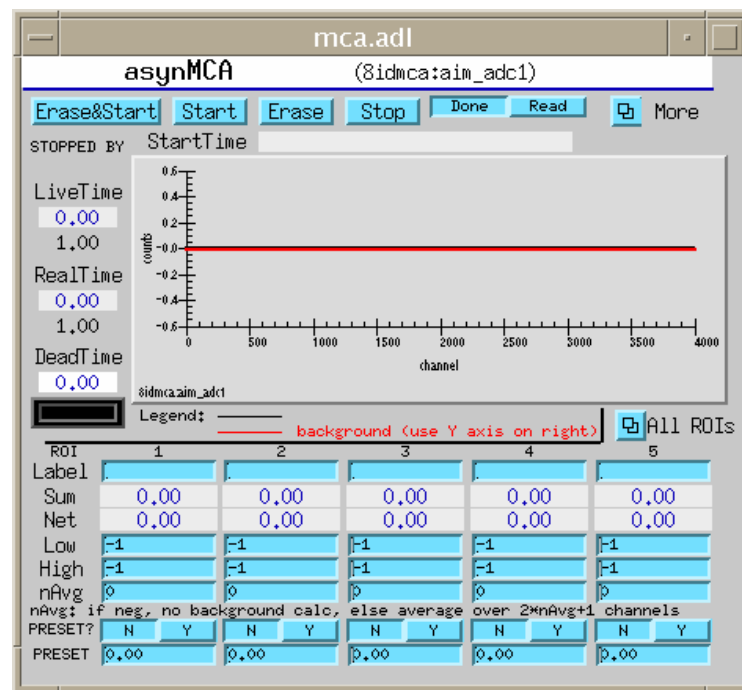 mca.adl
asynMCA (8idmca:aim_adc1)
Erase&Start Start Erase Stop Done Read More
STOPPED BY StartTime
LiveTime
0.00
1.00
RealTime
0.00
1.00
DeadTime
0.00
counts
0.6
0.4
0.2
-0.0
-0.2
-0.4
-0.6
0 500 1000 1500 2000 2500 3000 3500 4000
channel
8idmca:aim_adc1
Legend:
background (use Y axis on right)
All ROIs
ROI 1 2 3 4 5
Label
Sum 0.00 0.00 0.00 0.00 0.00
Net 0.00 0.00 0.00 0.00 0.00
Low -1 -1 -1 -1 -1
High -1 -1 -1 -1 -1
nAvg 0 0 0 0 0
nAvg: if neg, no background calc, else average over 2*nAvg+1 channels
PRESET? N Y N Y N Y N Y N Y
PRESET 0.00 0.00 0.00 0.00 0.00